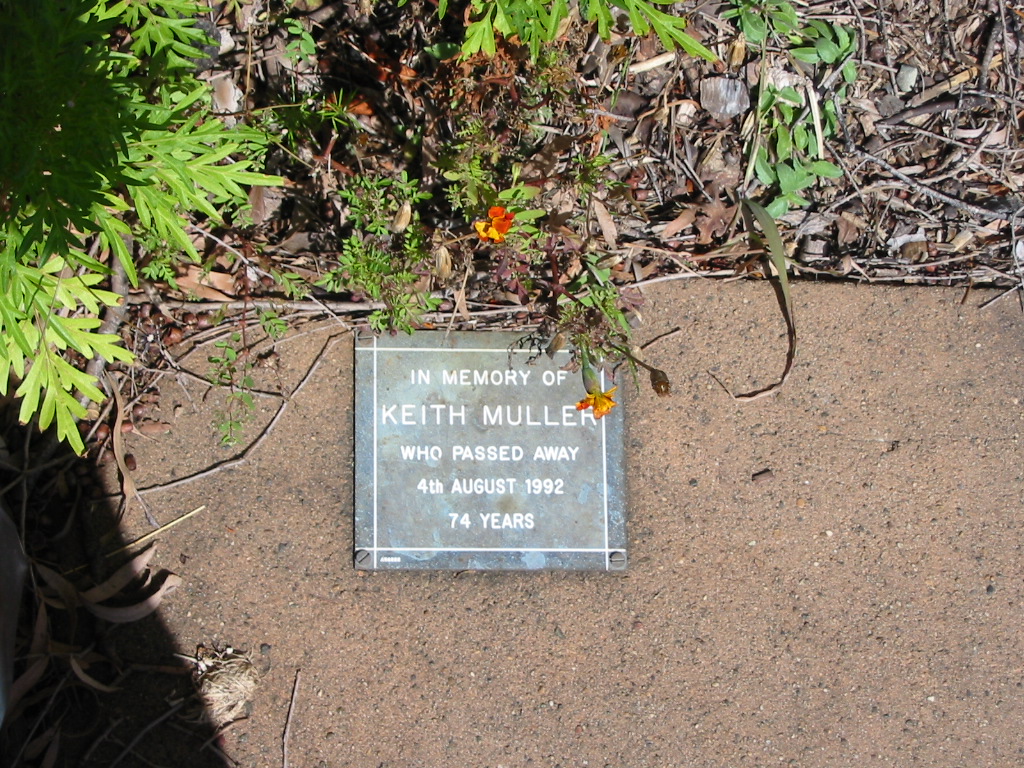 IN MEMORY OF
KEITH MULLER
WHO PASSED AWAY
4th AUGUST 1992
74 YEARS